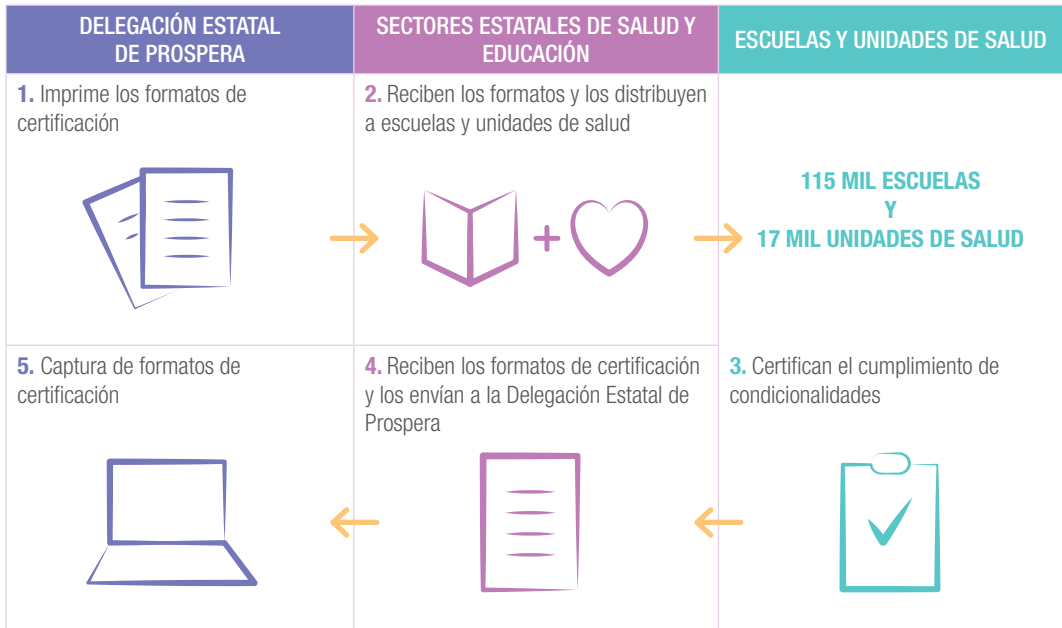 DELEGACIÓN ESTATAL
DE PROSPERA
SECTORES ESTATALES DE SALUD Y
EDUCACIÓN
ESCUELAS Y UNIDADES DE SALUD
1. Imprime los formatos de
certificación
2. Reciben los formatos y los distribuyen
a escuelas y unidades de salud
115 MIL ESCUELAS
Y
17 MIL UNIDADES DE SALUD
5. Captura de formatos de
certificación
4. Reciben los formatos de certificación
y los envían a la Delegación Estatal de
Prospera
3. Certifican el cumplimiento de
condicionalidades